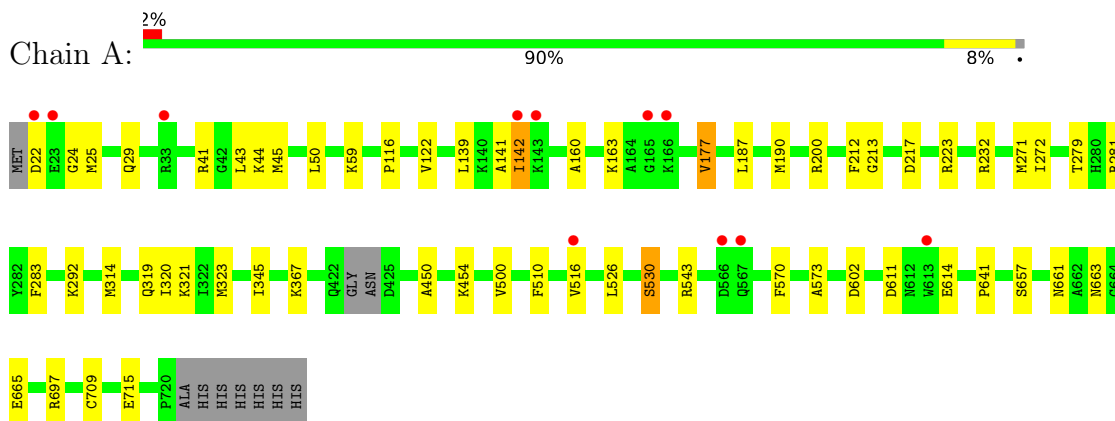 2%
Chain A:
90% 8% •
MET D22 E23 G24 M25 Q29 R33 R41 G42 L43 K44 M45 L50 K59 P116 V122 L139 K140 A141 I142 K143 A160 K163 A164 G165 K166 V177 L187 M190 R200 F212 G213 D217 R223 R232 M271 I272 T279 H280 R281
Y282 F283 K292 M314 Q319 I320 K321 I322 M323 I345 K367 Q422 GLY ASN D425 A450 K454 V500 F510 V516 L526 S530 R543 D566 Q567 F570 A573 D602 D611 N612 W613 E614 P641 S657 N661 A662 N663 G664
E665 R697 C709 E715 P720 ALA HIS HIS HIS HIS HIS HIS